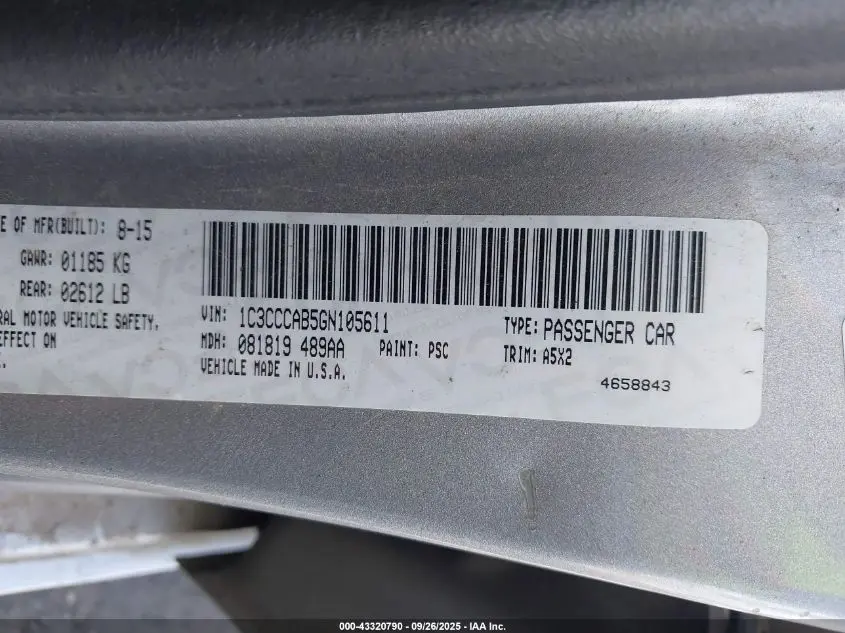 E OF MFR(BUILT): 8-15
GAWR: 01185 KG
REAR: 02612 LB
RAL MOTOR VEHICLE SAFETY,
EFFECT ON
VIN: 1C3CCCAB5GN105611
TYPE: PASSENGER CAR
MDH: 081819 489AA
PAINT: PSC
TRIM: A5X2
VEHICLE MADE IN U.S.A.
4658843
000-43320790 - 09/26/2025 - IAA Inc.